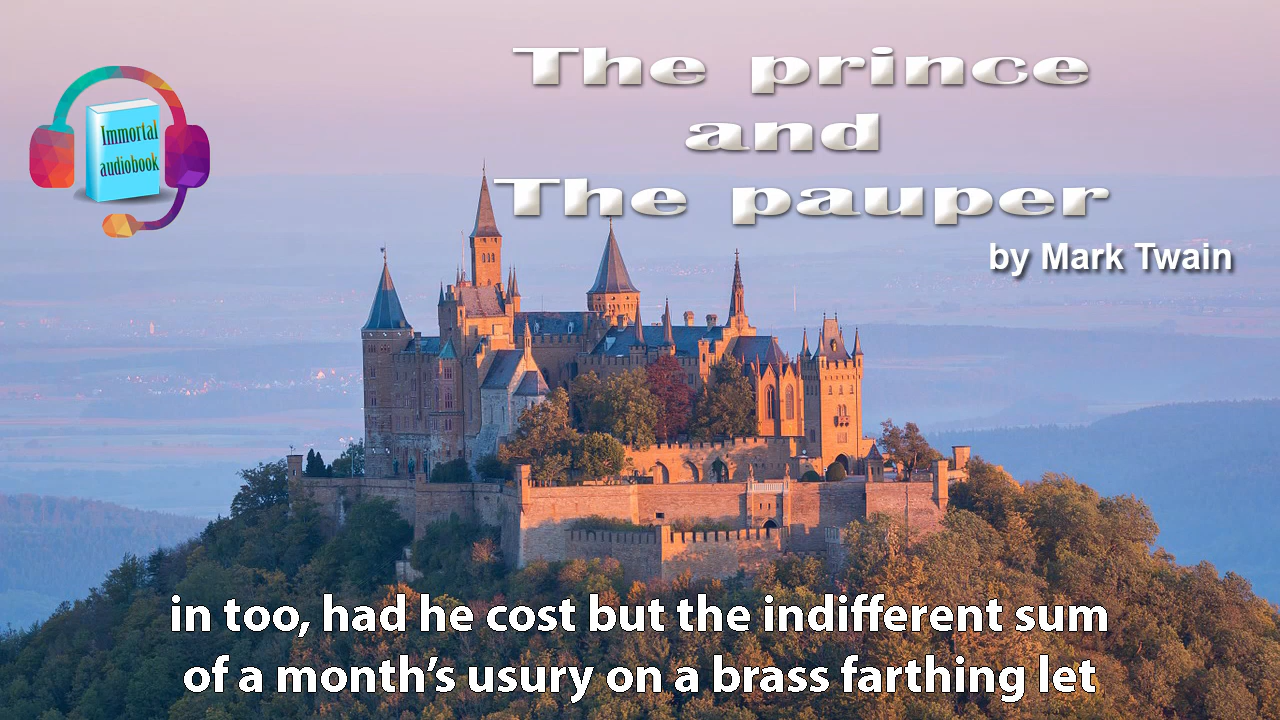 The prince
and
The pauper
by Mark Twain
Immortal
audiobook
in too, had he cost but the indifferent sum
of a month’s usury on a brass farthing let